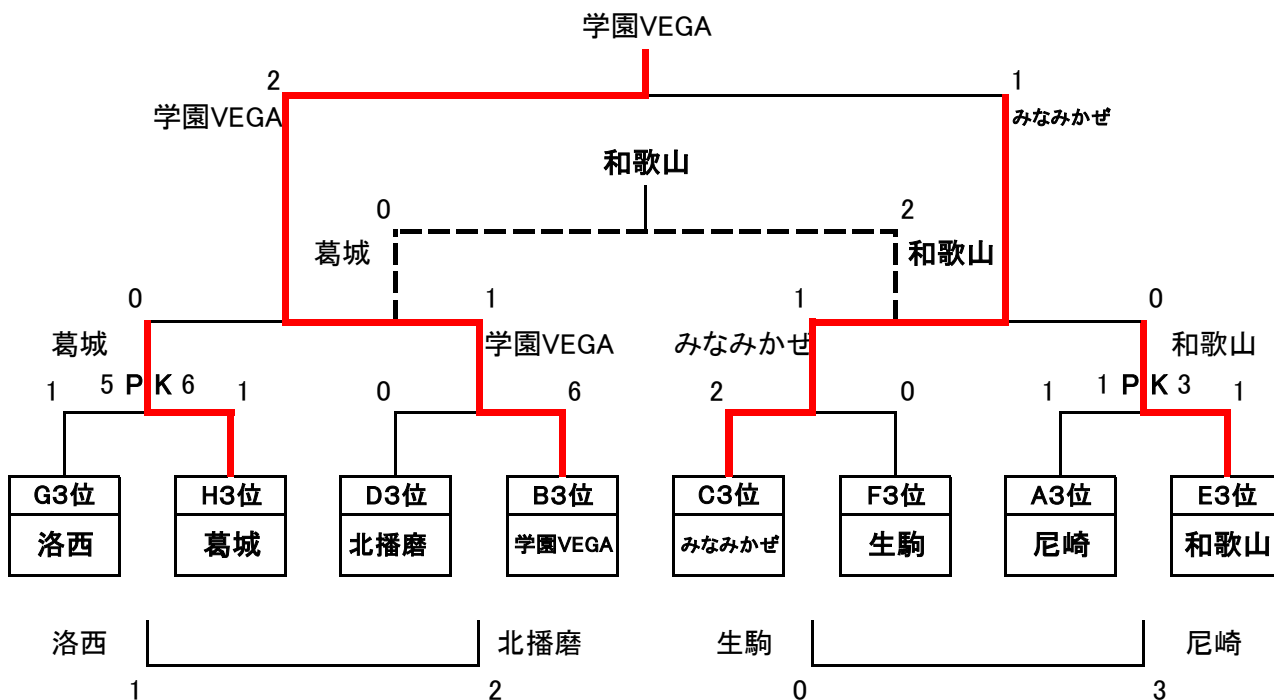 学園VEGA
2 1
学園VEGA みなみかぜ
和歌山
0 2
葛城 和歌山
0 1 1 0
葛城 学園VEGA みなみかぜ 和歌山
1 5 PK 6 1 0 6 2 0 1 1 PK 3 1
G3位 H3位 D3位 B3位 C3位 F3位 A3位 E3位
洛西 葛城 北播磨 学園VEGA みなみかぜ 生駒 尼崎 和歌山
洛西 北播磨 生駒 尼崎
1 2 0 3